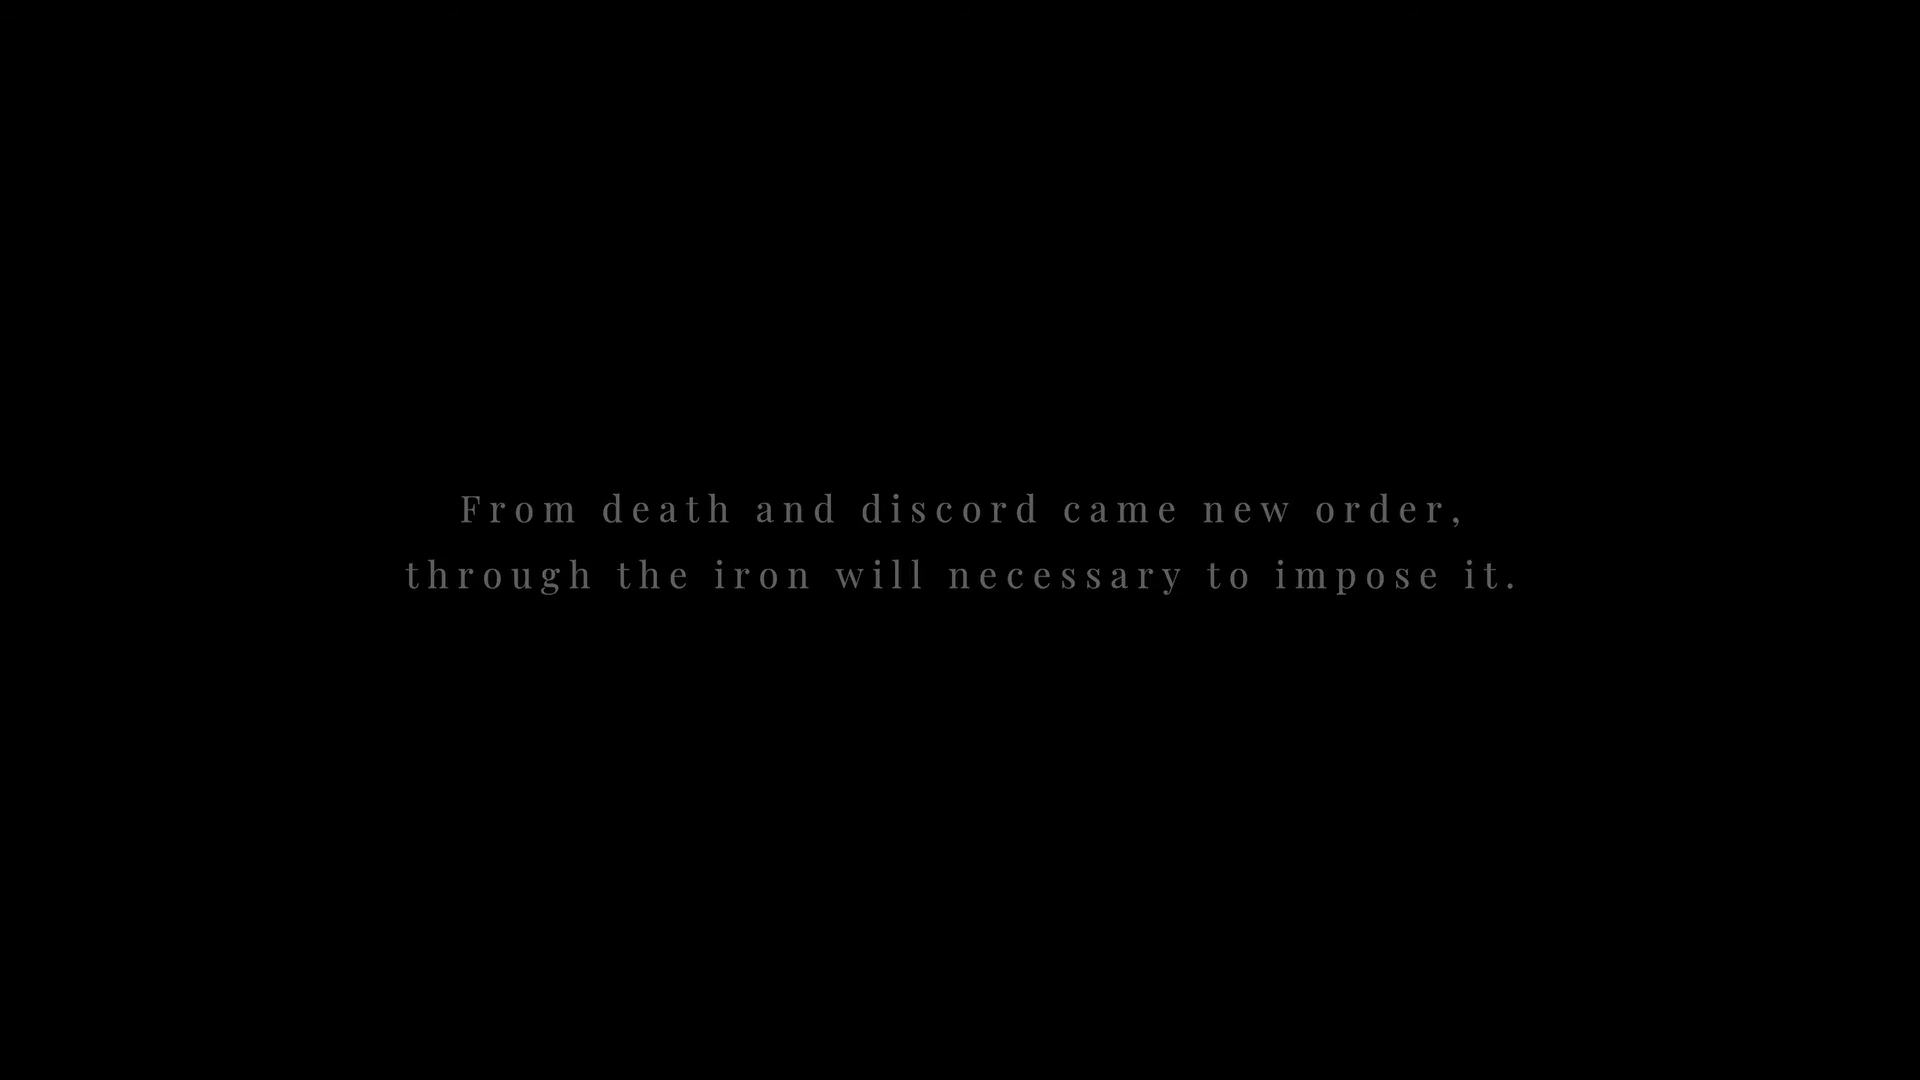 From death and discord came new order,
through the iron will necessary to impose it.